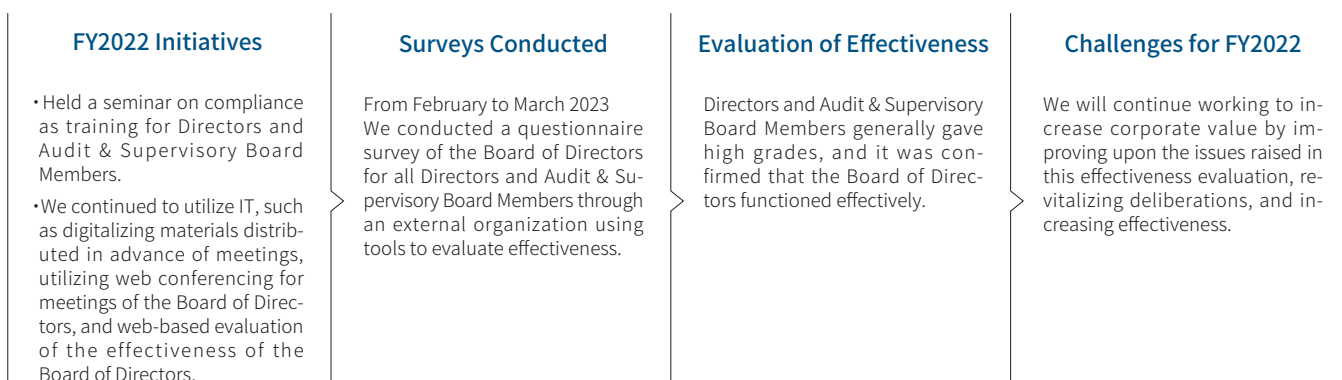 FY2022 Initiatives
・Held a seminar on compliance
as training for Directors and
Audit & Supervisory Board
Members.
・We continued to utilize IT, such
as digitalizing materials distrib-
uted in advance of meetings,
utilizing web conferencing for
meetings of the Board of Direc-
tors, and web-based evaluation
of the effectiveness of the
Board of Directors.
Surveys Conducted
From February to March 2023
We conducted a questionnaire
survey of the Board of Directors
for all Directors and Audit & Su-
pervisory Board Members through
an external organization using
tools to evaluate effectiveness.
Evaluation of Effectiveness
Directors and Audit & Supervisory
Board Members generally gave
high grades, and it was con-
firmed that the Board of Direc-
tors functioned effectively.
Challenges for FY2022
We will continue working to in-
crease corporate value by im-
proving upon the issues raised in
this effectiveness evaluation, re-
vitalizing deliberations, and in-
creasing effectiveness.